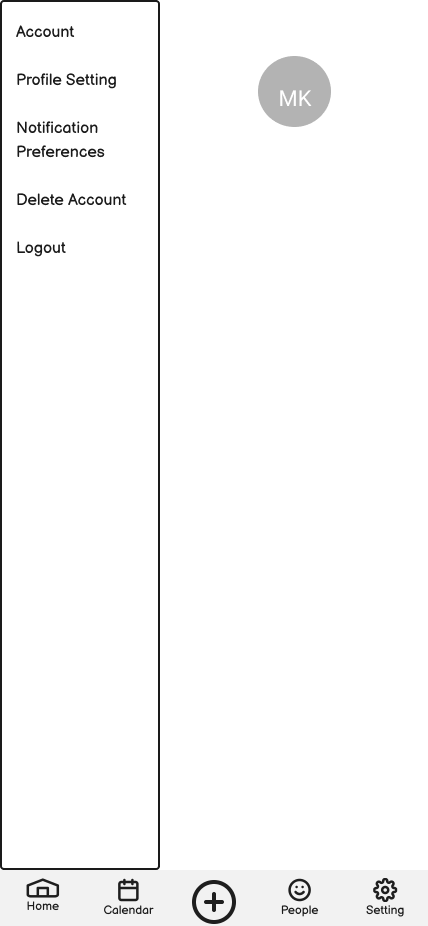 Account
Profile Setting
Notification
Preferences
Delete Account
Logout
MK
Home
Calendar
People
Setting